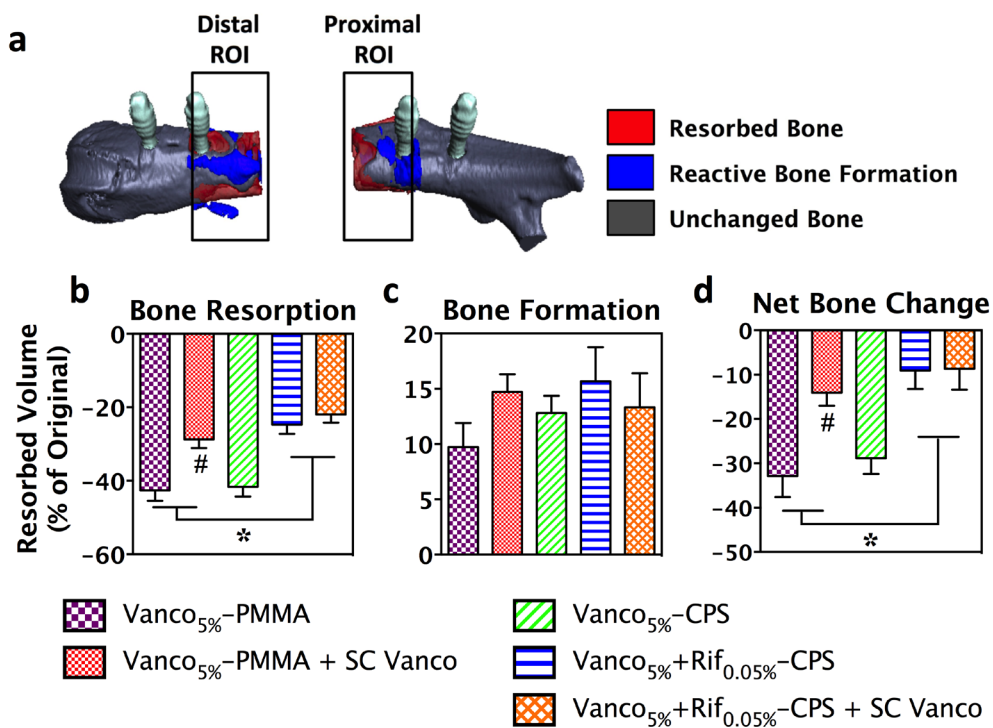 a
Distal ROI
Proximal ROI
Resorbed Bone
Reactive Bone Formation
Unchanged Bone
b
Bone Resorption
Resorbed Volume
(% of Original)
0
-20
-40
-60
#
*
c
Bone Formation
20
15
10
5
0
d
Net Bone Change
0
-10
-20
-30
-40
-50
#
*
Vanco5%-PMMA
Vanco5%-PMMA + SC Vanco
Vanco5%-CPS
Vanco5%+Rif0.05%-CPS
Vanco5%+Rif0.05%-CPS + SC Vanco